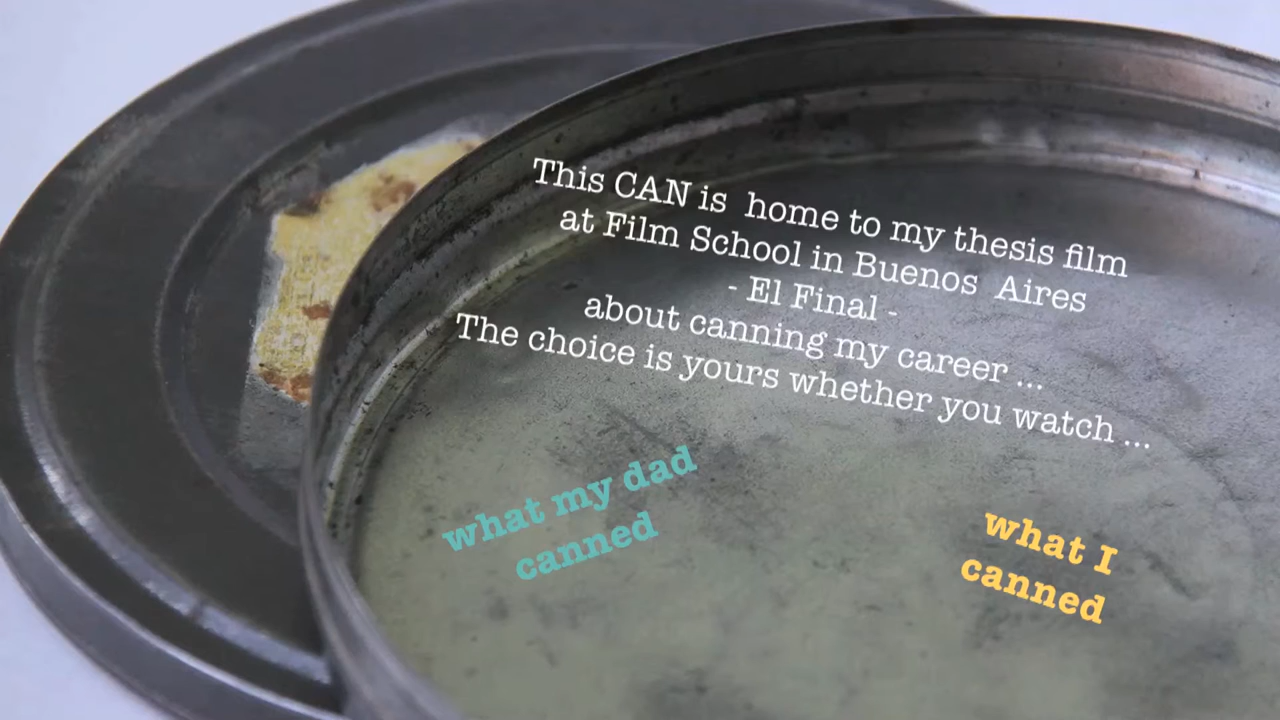 This CAN is home to my thesis film
at Film School in Buenos Aires
- El Final -
about canning my career ...
The choice is yours whether you watch ...
what my dad
canned
what I
canned